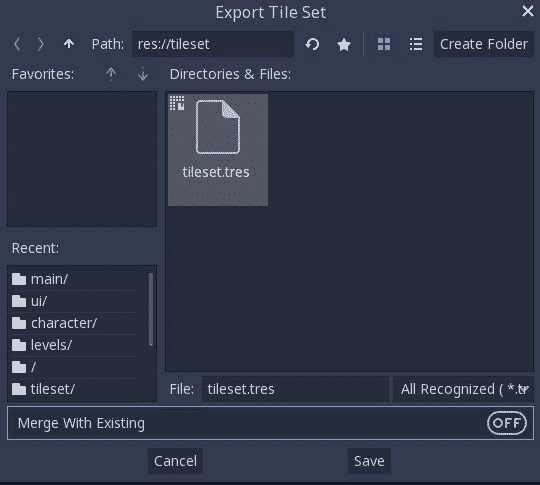 Export Tile Set
Path: res://tileset Create Folder
Favorites: Directories & Files:
tileset.tres
Recent:
main/
ui/
character/
levels/
/
tileset/
File: tileset.tres All Recognized ( *.tr
Merge With Existing OFF
Cancel Save